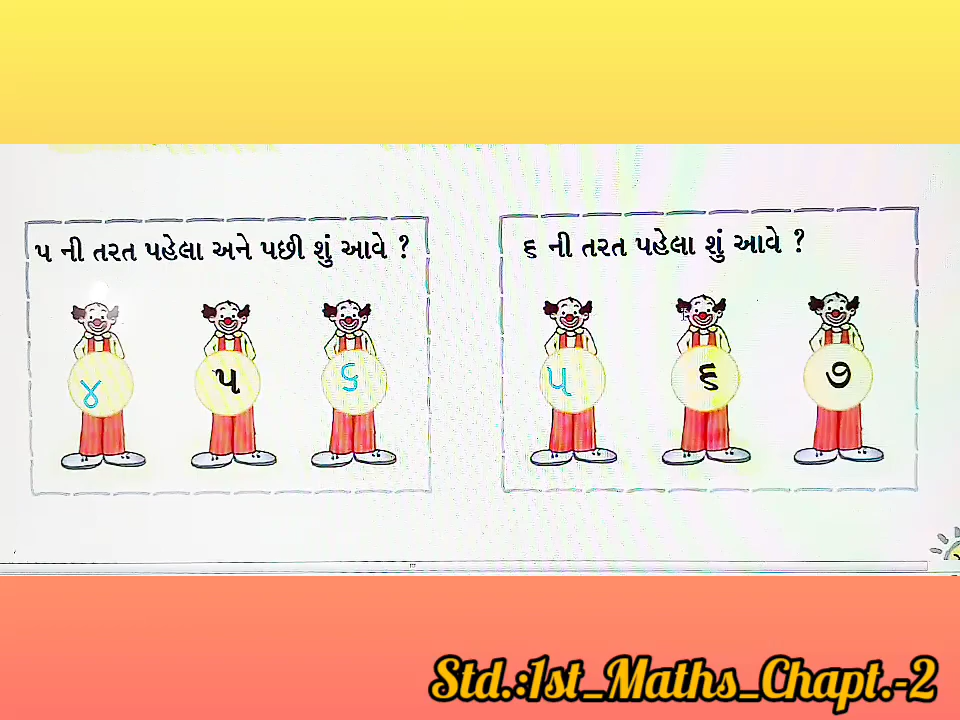 ૫ ની તરત પહેલા અને પછી શું આવે ?
૪ ૫ ૬
૬ ની તરત પહેલા શું આવે ?
૫ ૬ ૭
Std.:1st_Maths_Chapt.-2